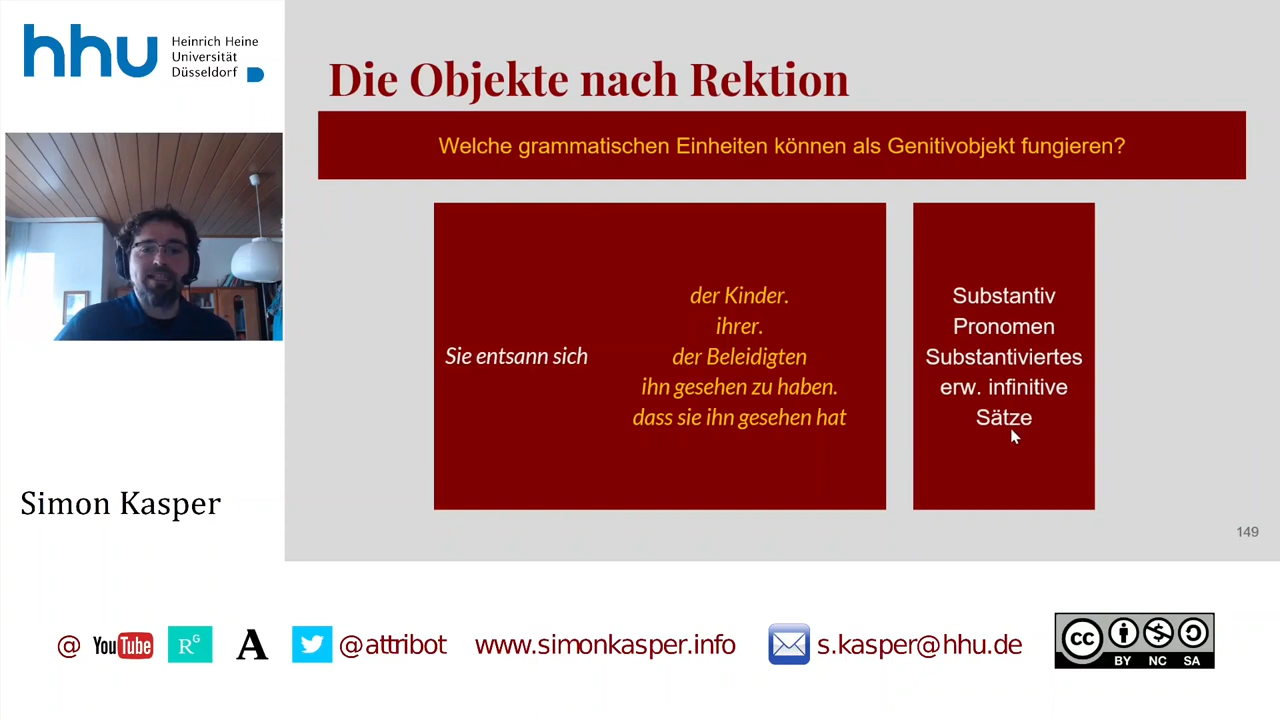 hhu Heinrich Heine
Universität
Düsseldorf
Die Objekte nach Rektion
Welche grammatischen Einheiten können als Genitivobjekt fungieren?
der Kinder.
ihrer.
Sie entsann sich der Beleidigten
ihn gesehen zu haben.
dass sie ihn gesehen hat
Substantiv
Pronomen
Substantiviertes
erw. infinitive
Sätze
Simon Kasper
149
@ YouTube RG A @attribot www.simonkasper.info s.kasper@hhu.de
cc BY NC SA